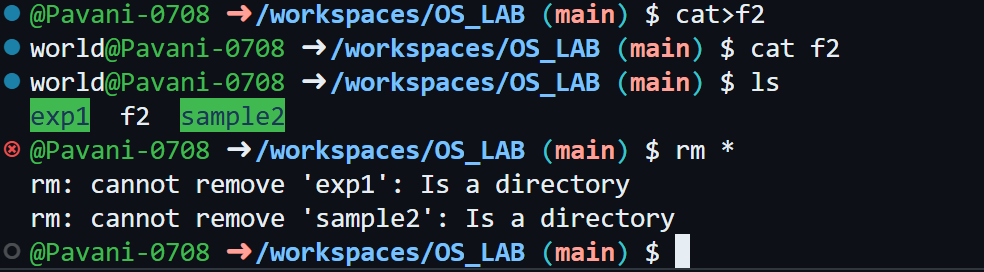 @Pavani-0708 ➜/workspaces/OS_LAB (main) $ cat>f2
world@Pavani-0708 ➜/workspaces/OS_LAB (main) $ cat f2
world@Pavani-0708 ➜/workspaces/OS_LAB (main) $ ls
exp1  f2  sample2
@Pavani-0708 ➜/workspaces/OS_LAB (main) $ rm *
rm: cannot remove 'exp1': Is a directory
rm: cannot remove 'sample2': Is a directory
@Pavani-0708 ➜/workspaces/OS_LAB (main) $